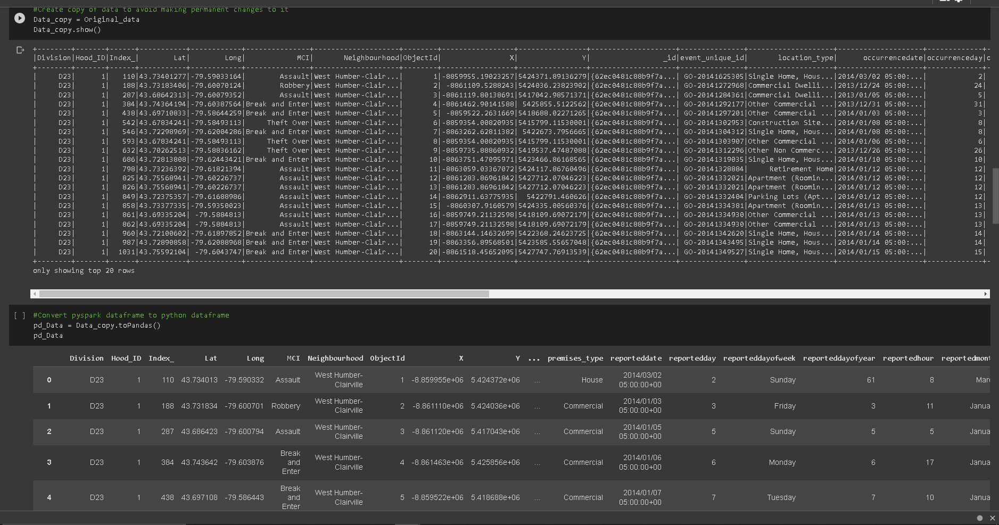 #Create copy of data to avoid making permanent changes to it
Data_copy = Original_data
Data_copy.show()
+--------+-------+------+-----------+------------+---------------+--------------------+--------+-----------------+----------------+--------------------+---------------+--------------------+--------------------+-------------+-
|Division|Hood_ID|Index_|        Lat|        Long|            MCI|       Neighbourhood|ObjectId|                X|               Y|                 _id|event_unique_id|       location_type|      occurrencedate|occurrenceday|o
+--------+-------+------+-----------+------------+---------------+--------------------+--------+-----------------+----------------+--------------------+---------------+--------------------+--------------------+-------------+-
|     D23|      1|   110|43.73401277|-79.59033164|        Assault|West Humber-Clair...|       1|-8859955.19023257|5424371.89136279|{62ec0481c88b9f7a...| GO-20141625305|Single Home, Hous...|2014/03/02 05:00:...|            2|
|     D23|      1|   188|43.73183406|-79.60070124|        Robbery|West Humber-Clair...|       2| -8861109.5288243|5424036.23823902|{62ec0481c88b9f7a...| GO-20141272968|Commercial Dwelli...|2013/12/24 05:00:...|           24|
|     D23|      1|   287|43.68642313|-79.60079352|        Assault|West Humber-Clair...|       3|-8861119.80138691|5417042.98571371|{62ec0481c88b9f7a...| GO-20141284361|Commercial Dwelli...|2013/01/05 05:00:...|            5|
|     D23|      1|   384|43.74364194|-79.60387564|Break and Enter|West Humber-Clair...|       4|-8861462.90141588| 5425855.5122562|{62ec0481c88b9f7a...| GO-20141292177|Other Commercial ...|2013/12/31 05:00:...|           31|
|     D23|      1|   438|43.69710833|-79.58644259|Break and Enter|West Humber-Clair...|       5| -8859522.2631669|5418688.02271265|{62ec0481c88b9f7a...| GO-20141297201|Other Commercial ...|2014/01/03 05:00:...|            3|
|     D23|      1|   542|43.67834241|-79.58493113|     Theft Over|West Humber-Clair...|       6|-8859354.00820935|5415799.11530001|{62ec0481c88b9f7a...| GO-20141302953|Construction Site...|2014/01/08 05:00:...|            8|
|     D23|      1|   546|43.72298969|-79.62004286|Break and Enter|West Humber-Clair...|       7|-8863262.62811382| 5422673.7956665|{62ec0481c88b9f7a...| GO-20141304312|Single Home, Hous...|2014/01/08 05:00:...|            8|
|     D23|      1|   593|43.67834241|-79.58493113|     Theft Over|West Humber-Clair...|       8|-8859354.00820935|5415799.11530001|{62ec0481c88b9f7a...| GO-20141303907|Other Commercial ...|2014/01/06 05:00:...|            6|
|     D23|      1|   632|43.70262513|-79.58836162|     Theft Over|West Humber-Clair...|       9|-8859735.88860932|5419537.47487088|{62ec0481c88b9f7a...| GO-20141312296|Other Non Commerc...|2013/12/26 05:00:...|           26|
|     D23|      1|   686|43.72813808|-79.62443421|Break and Enter|West Humber-Clair...|      10|-8863751.47095971|5423466.86168565|{62ec0481c88b9f7a...| GO-20141319035|Single Home, Hous...|2014/01/10 05:00:...|           10|
|     D23|      1|   798|43.73236392|-79.61821394|        Assault|West Humber-Clair...|      11|-8863059.03367072|5424117.86760496|{62ec0481c88b9f7a...| GO-20141328884|     Retirement Home|2014/01/12 05:00:...|           12|
|     D23|      1|   825|43.75568941|-79.60226737|        Assault|West Humber-Clair...|      12|-8861283.86961842|5427712.07046223|{62ec0481c88b9f7a...| GO-20141332021|Apartment (Roomin...|2014/01/12 05:00:...|           12|
|     D23|      1|   826|43.75568941|-79.60226737|        Assault|West Humber-Clair...|      13|-8861283.86961842|5427712.07046223|{62ec0481c88b9f7a...| GO-20141332021|Apartment (Roomin...|2014/01/12 05:00:...|           12|
|     D23|      1|   849|43.72375357|-79.61688986|        Assault|West Humber-Clair...|      14|-8862911.63775935|  5422791.460626|{62ec0481c88b9f7a...| GO-20141332404|Parking Lots (Apt...|2014/01/12 05:00:...|           12|
|     D23|      1|   858|43.73377335|-79.59350023|        Assault|West Humber-Clair...|      15| -8860307.9160579|5424335.00560376|{62ec0481c88b9f7a...| GO-20141334381|Apartment (Roomin...|2014/01/13 05:00:...|           13|
|     D23|      1|   861|43.69335204| -79.5884813|        Assault|West Humber-Clair...|      16|-8859749.21132598|5418109.69072179|{62ec0481c88b9f7a...| GO-20141334930|Other Commercial ...|2014/01/13 05:00:...|           13|
|     D23|      1|   862|43.69335204| -79.5884813|        Assault|West Humber-Clair...|      17|-8859749.21132598|5418109.69072179|{62ec0481c88b9f7a...| GO-20141334930|Other Commercial ...|2014/01/13 05:00:...|           13|
|     D23|      1|   960|43.72100602|-79.61897852|Break and Enter|West Humber-Clair...|      18|-8863144.14632699|5422368.24623725|{62ec0481c88b9f7a...| GO-20141342620|Single Home, Hous...|2014/01/14 05:00:...|           14|
|     D23|      1|   987|43.72890858|-79.62088968|Break and Enter|West Humber-Clair...|      19|-8863356.89568501|5423585.55657048|{62ec0481c88b9f7a...| GO-20141343495|Single Home, Hous...|2014/01/14 05:00:...|           14|
|     D23|      1|  1031|43.75592104| -79.6043747|Break and Enter|West Humber-Clair...|      20|-8861518.45652095|5427747.76913539|{62ec0481c88b9f7a...| GO-20141349527|Single Home, Hous...|2014/01/15 05:00:...|           15|
+--------+-------+------+-----------+------------+---------------+--------------------+--------+-----------------+----------------+--------------------+---------------+--------------------+--------------------+-------------+-
only showing top 20 rows
[ ] #Convert pyspark dataframe to python dataframe
pd_Data = Data_copy.toPandas()
pd_Data
Division Hood_ID Index_ Lat Long MCI Neighbourhood ObjectId X Y ... premises_type reporteddate reportedday reporteddayofweek reporteddayofyear reportedhour reportedmont
0 D23 1 110 43.734013 -79.590332 Assault West Humber-Clairville 1 -8.859955e+06 5.424372e+06 ... House 2014/03/02 05:00:00+00 2 Sunday 61 8 Marc
1 D23 1 188 43.731834 -79.600701 Robbery West Humber-Clairville 2 -8.861110e+06 5.424036e+06 ... Commercial 2014/01/03 05:00:00+00 3 Friday 3 11 Janua
2 D23 1 287 43.686423 -79.600794 Assault West Humber-Clairville 3 -8.861120e+06 5.417043e+06 ... Commercial 2014/01/05 05:00:00+00 5 Sunday 5 5 Janua
3 D23 1 384 43.743642 -79.603876 Break and Enter West Humber-Clairville 4 -8.861463e+06 5.425856e+06 ... Commercial 2014/01/06 05:00:00+00 6 Monday 6 17 Janua
4 D23 1 438 43.697108 -79.586443 Break and Enter West Humber-Clairville 5 -8.859522e+06 5.418688e+06 ... Commercial 2014/01/07 05:00:00+00 7 Tuesday 7 10 Janua